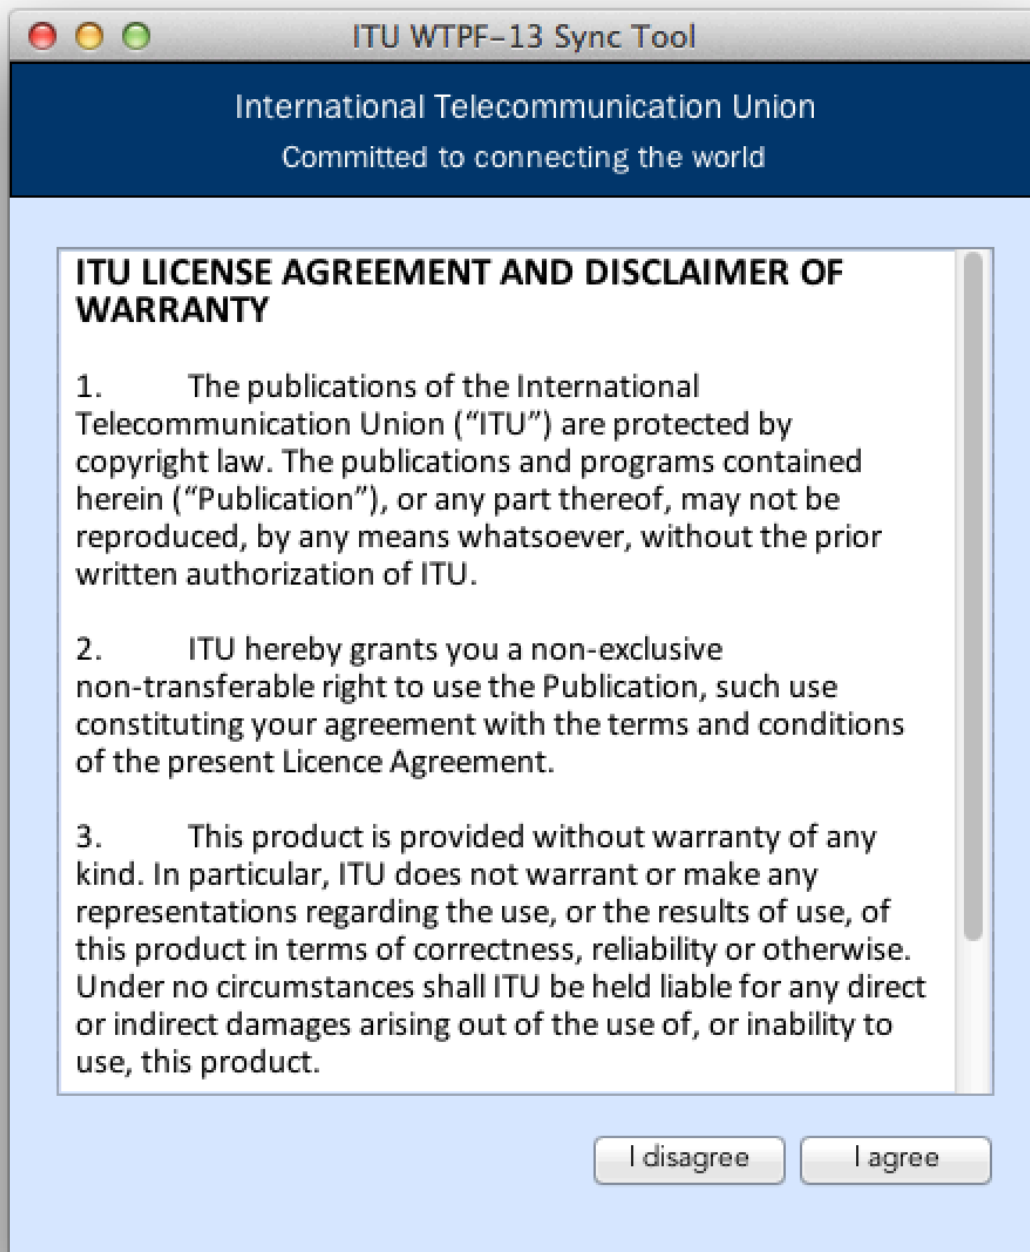 ITU WTPF-13 Sync Tool
International Telecommunication Union
Committed to connecting the world
ITU LICENSE AGREEMENT AND DISCLAIMER OF
WARRANTY
1. The publications of the International
Telecommunication Union (“ITU”) are protected by
copyright law. The publications and programs contained
herein (“Publication”), or any part thereof, may not be
reproduced, by any means whatsoever, without the prior
written authorization of ITU.
2. ITU hereby grants you a non-exclusive
non-transferable right to use the Publication, such use
constituting your agreement with the terms and conditions
of the present Licence Agreement.
3. This product is provided without warranty of any
kind. In particular, ITU does not warrant or make any
representations regarding the use, or the results of use, of
this product in terms of correctness, reliability or otherwise.
Under no circumstances shall ITU be held liable for any direct
or indirect damages arising out of the use of, or inability to
use, this product.
I disagree
I agree